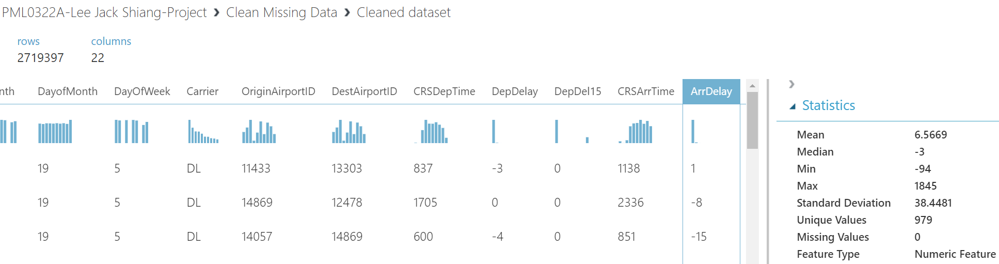 PML0322A-Lee Jack Shiang-Project › Clean Missing Data › Cleaned dataset
rows columns
2719397 22
nth DayofMonth DayOfWeek Carrier OriginAirportID DestAirportID CRSDepTime DepDelay DepDel15 CRSArrTime ArrDelay
19 5 DL 11433 13303 837 -3 0 1138 1
19 5 DL 14869 12478 1705 0 0 2336 -8
19 5 DL 14057 14869 600 -4 0 851 -15
Statistics
Mean 6.5669
Median -3
Min -94
Max 1845
Standard Deviation 38.4481
Unique Values 979
Missing Values 0
Feature Type Numeric Feature